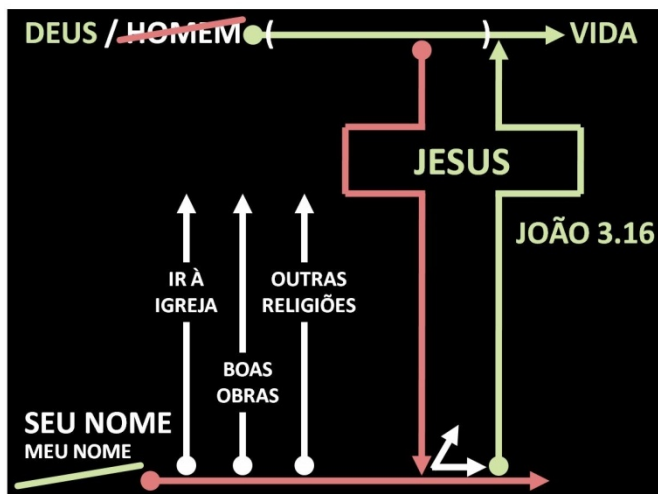 DEUS / HOMEM ( ) VIDA
JESUS
JOÃO 3.16
IR À
IGREJA
OUTRAS
RELIGIÕES
BOAS
OBRAS
SEU NOME
MEU NOME